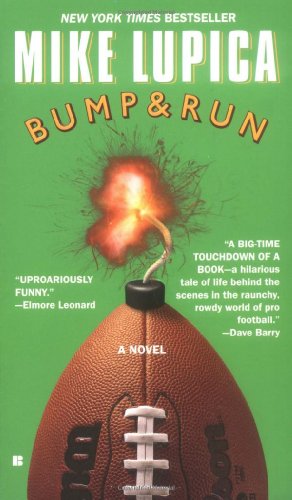 NEW YORK TIMES BESTSELLER
MIKE LUPICA
BUMP & RUN
"UPROARIOUSLY
FUNNY."
—Elmore Leonard
"A BIG-TIME
TOUCHDOWN OF A
BOOK—a hilarious
tale of life behind the
scenes in the raunchy,
rowdy world of pro
football."
—Dave Barry
A NOVEL
B